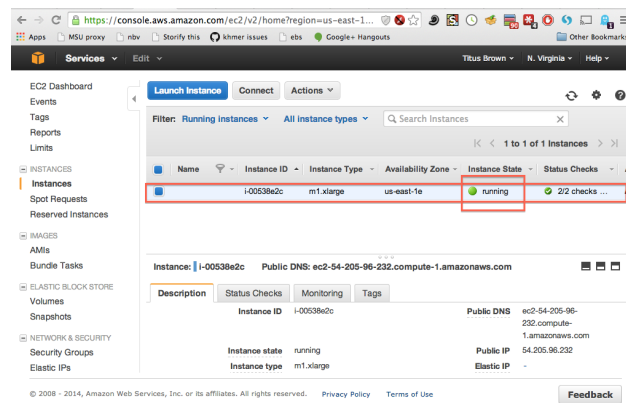 https://console.aws.amazon.com/ec2/v2/home?region=us-east-1...
Apps MSU proxy nbv Storify this khmer issues ebs Google+ Hangouts Other Bookmarks
Services Edit Titus Brown N. Virginia Help
EC2 Dashboard
Events
Tags
Reports
Limits
INSTANCES
Instances
Spot Requests
Reserved Instances
IMAGES
AMIs
Bundle Tasks
ELASTIC BLOCK STORE
Volumes
Snapshots
NETWORK & SECURITY
Security Groups
Elastic IPs
Launch Instance Connect Actions
Filter: Running instances All instance types Search Instances
1 to 1 of 1 Instances
Name Instance ID Instance Type Availability Zone Instance State Status Checks
i-00538e2c m1.xlarge us-east-1e running 2/2 checks ...
Instance: i-00538e2c Public DNS: ec2-54-205-96-232.compute-1.amazonaws.com
Description Status Checks Monitoring Tags
Instance ID i-00538e2c Public DNS ec2-54-205-96-
232.compute-
1.amazonaws.com
Instance state running Public IP 54.205.96.232
Instance type m1.xlarge Elastic IP -
© 2008 - 2014, Amazon Web Services, Inc. or its affiliates. All rights reserved. Privacy Policy Terms of Use Feedback